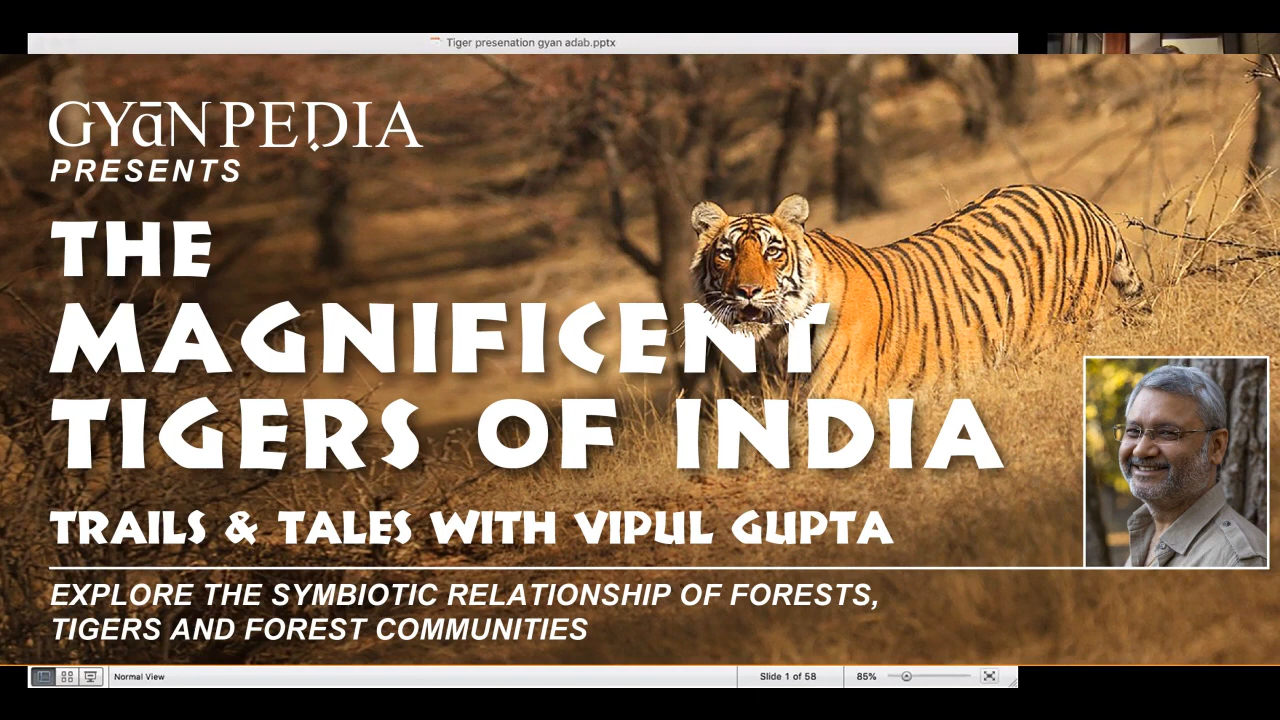 Tiger presenation gyan adab.pptx
GYāNPEDIA
PRESENTS
THE
MAGNIFICENT
TIGERS OF INDIA
TRAILS & TALES WITH VIPUL GUPTA
EXPLORE THE SYMBIOTIC RELATIONSHIP OF FORESTS,
TIGERS AND FOREST COMMUNITIES
Normal View
Slide 1 of 58
85%